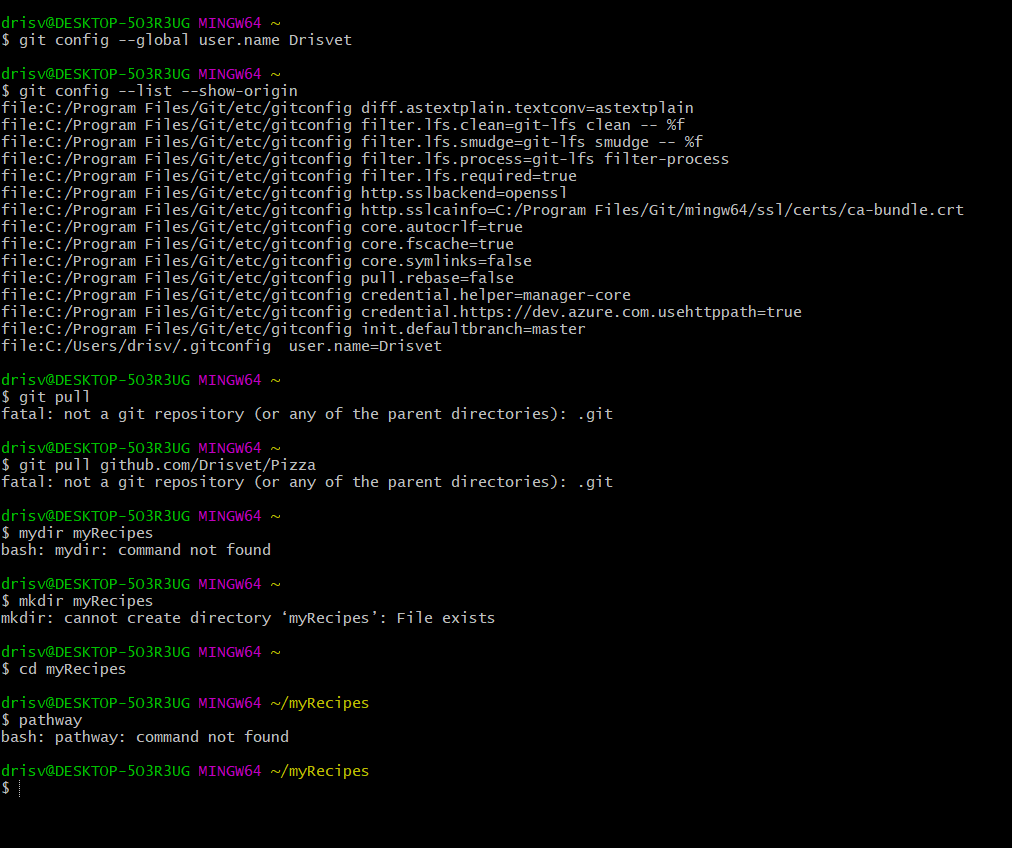 drisv@DESKTOP-5O3R3UG MINGW64 ~
$ git config --global user.name Drisvet
drisv@DESKTOP-5O3R3UG MINGW64 ~
$ git config --list --show-origin
file:C:/Program Files/Git/etc/gitconfig diff.astextplain.textconv=astextplain
file:C:/Program Files/Git/etc/gitconfig filter.lfs.clean=git-lfs clean -- %f
file:C:/Program Files/Git/etc/gitconfig filter.lfs.smudge=git-lfs smudge -- %f
file:C:/Program Files/Git/etc/gitconfig filter.lfs.process=git-lfs filter-process
file:C:/Program Files/Git/etc/gitconfig filter.lfs.required=true
file:C:/Program Files/Git/etc/gitconfig http.sslbackend=openssl
file:C:/Program Files/Git/etc/gitconfig http.sslcainfo=C:/Program Files/Git/mingw64/ssl/certs/ca-bundle.crt
file:C:/Program Files/Git/etc/gitconfig core.autocrlf=true
file:C:/Program Files/Git/etc/gitconfig core.fscache=true
file:C:/Program Files/Git/etc/gitconfig core.symlinks=false
file:C:/Program Files/Git/etc/gitconfig pull.rebase=false
file:C:/Program Files/Git/etc/gitconfig credential.helper=manager-core
file:C:/Program Files/Git/etc/gitconfig credential.https://dev.azure.com.usehttppath=true
file:C:/Program Files/Git/etc/gitconfig init.defaultbranch=master
file:C:/Users/drisv/.gitconfig  user.name=Drisvet
drisv@DESKTOP-5O3R3UG MINGW64 ~
$ git pull
fatal: not a git repository (or any of the parent directories): .git
drisv@DESKTOP-5O3R3UG MINGW64 ~
$ git pull github.com/Drisvet/Pizza
fatal: not a git repository (or any of the parent directories): .git
drisv@DESKTOP-5O3R3UG MINGW64 ~
$ mydir myRecipes
bash: mydir: command not found
drisv@DESKTOP-5O3R3UG MINGW64 ~
$ mkdir myRecipes
mkdir: cannot create directory ‘myRecipes’: File exists
drisv@DESKTOP-5O3R3UG MINGW64 ~
$ cd myRecipes
drisv@DESKTOP-5O3R3UG MINGW64 ~/myRecipes
$ pathway
bash: pathway: command not found
drisv@DESKTOP-5O3R3UG MINGW64 ~/myRecipes
$